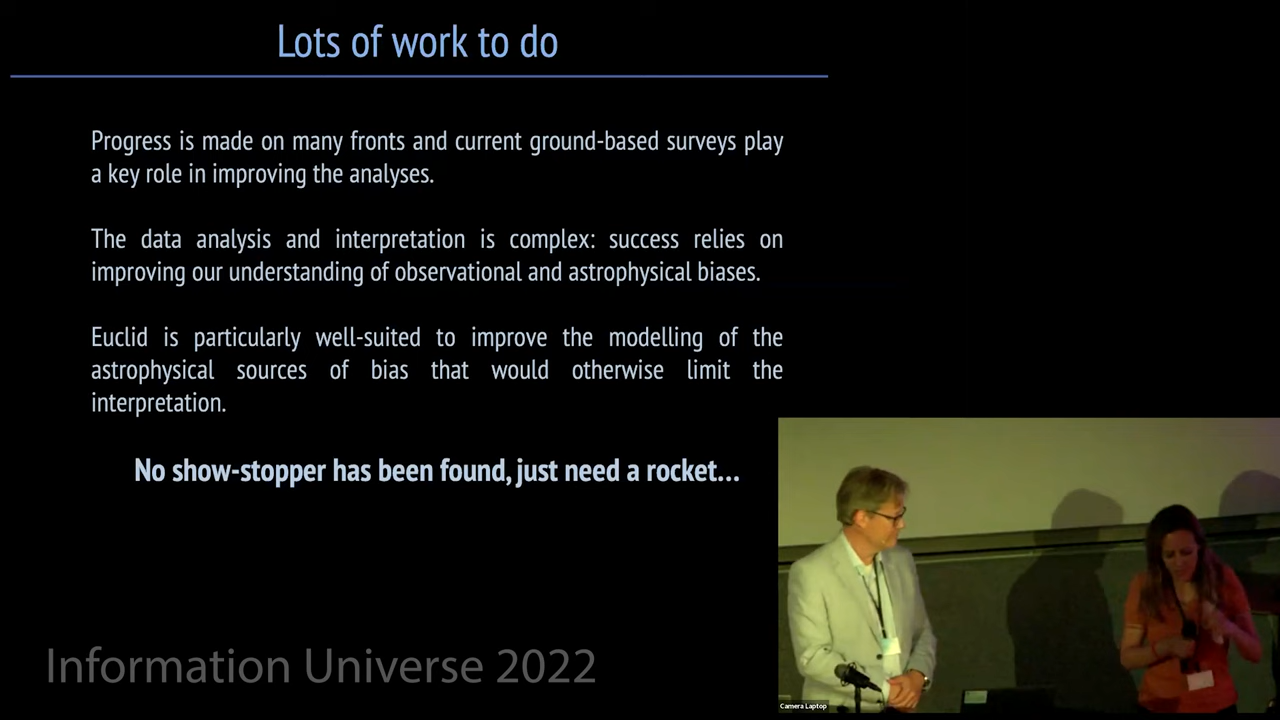 Lots of work to do
Progress is made on many fronts and current ground-based surveys play
a key role in improving the analyses.
The data analysis and interpretation is complex: success relies on
improving our understanding of observational and astrophysical biases.
Euclid is particularly well-suited to improve the modelling of the
astrophysical sources of bias that would otherwise limit the
interpretation.
No show-stopper has been found, just need a rocket...
Information Universe 2022
Camera Laptop